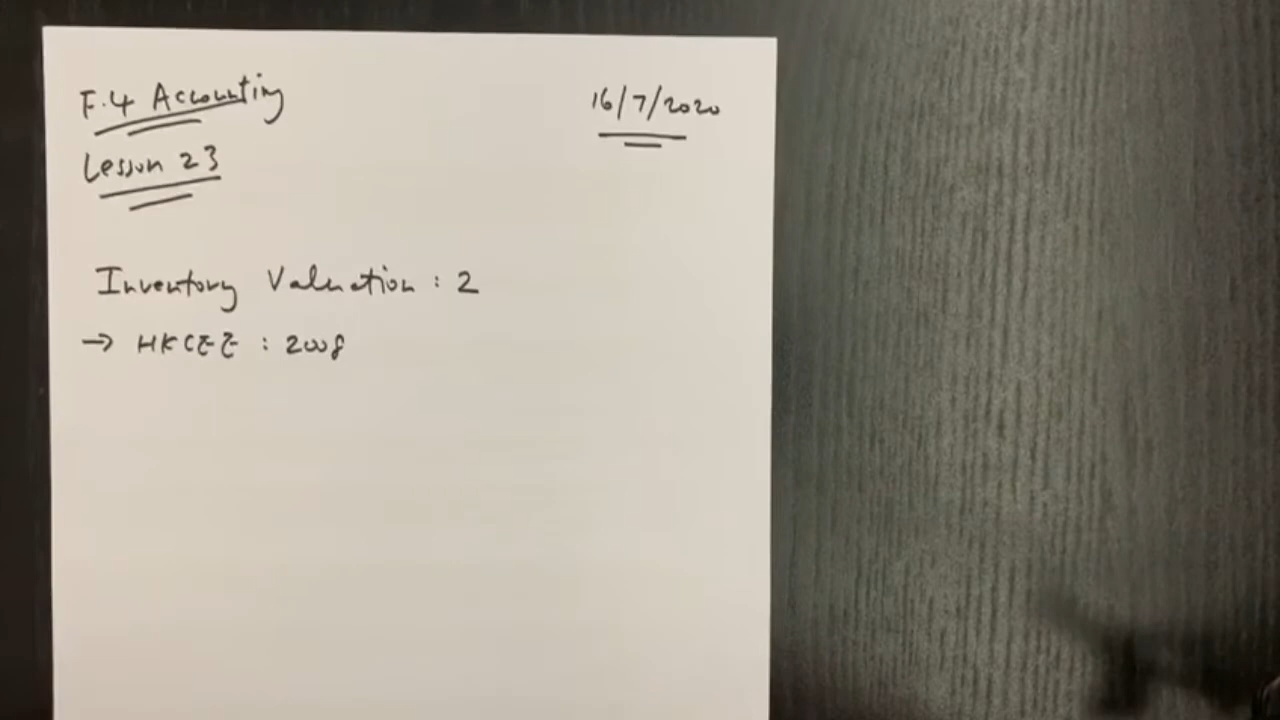 F.4 Accounting
16/7/2020
Lesson 23
Inventory Valuation : 2
→ HKCEE : 2008